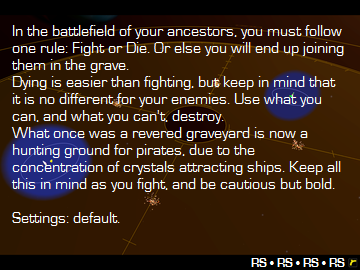 In the battlefield of your ancestors, you must follow
one rule: Fight or Die. Or else you will end up joining
them in the grave.
Dying is easier than fighting, but keep in mind that
it is no different for your enemies. Use what you
can, and what you can't, destroy.
What once was a revered graveyard is now a
hunting ground for pirates, due to the
concentration of crystals attracting ships. Keep all
this in mind as you fight, and be cautious but bold.
Settings: default.
RS • RS • RS • RS r